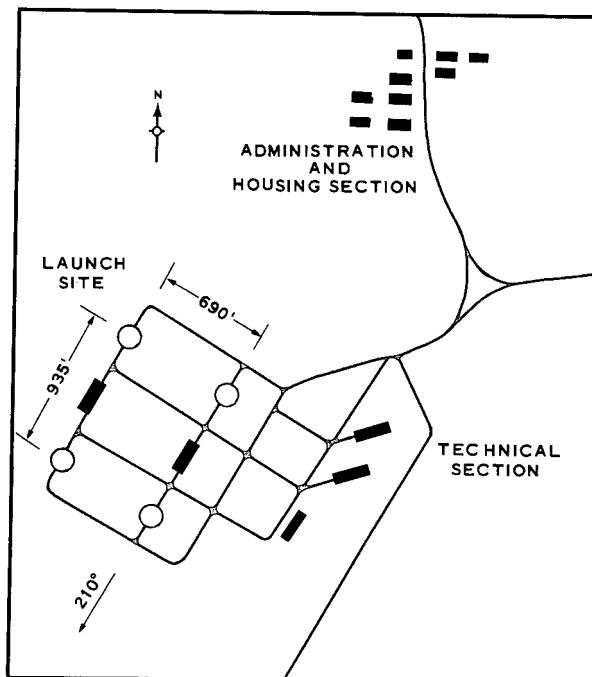 N
ADMINISTRATION
AND
HOUSING SECTION
LAUNCH
SITE
690'
935'
TECHNICAL
SECTION
210°